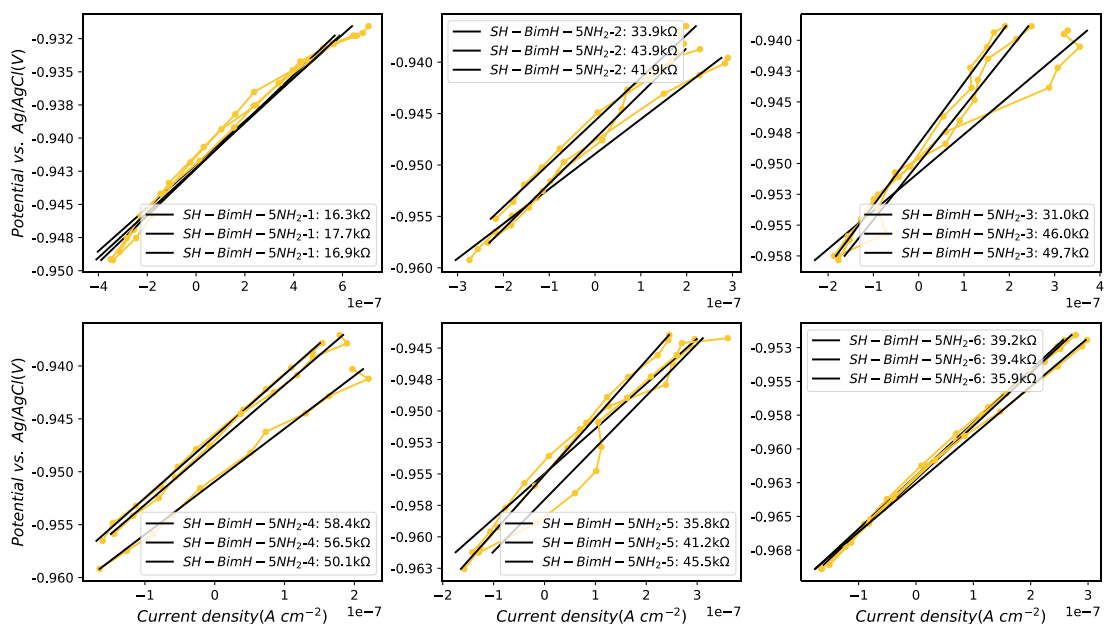 Potential vs. Ag/AgCl(V)
-0.932
-0.935
-0.938
-0.940
-0.943
-0.945
-0.948
-0.950
SH−BimH−5NH2-1: 16.3kΩ
SH−BimH−5NH2-1: 17.7kΩ
SH−BimH−5NH2-1: 16.9kΩ
-4 -2 0 2 4 6
1e−7
SH−BimH−5NH2-2: 33.9kΩ
SH−BimH−5NH2-2: 43.9kΩ
SH−BimH−5NH2-2: 41.9kΩ
-0.940
-0.945
-0.950
-0.955
-0.960
-3 -2 -1 0 1 2 3
1e−7
-0.940
-0.943
-0.945
-0.948
-0.950
-0.953
-0.955
-0.958
SH−BimH−5NH2-3: 31.0kΩ
SH−BimH−5NH2-3: 46.0kΩ
SH−BimH−5NH2-3: 49.7kΩ
-2 -1 0 1 2 3 4
1e−7
Potential vs. Ag/AgCl(V)
-0.940
-0.945
-0.950
-0.955
-0.960
SH−BimH−5NH2-4: 58.4kΩ
SH−BimH−5NH2-4: 56.5kΩ
SH−BimH−5NH2-4: 50.1kΩ
-1 0 1 2
1e−7
Current density(A cm−2)
-0.945
-0.948
-0.950
-0.953
-0.955
-0.958
-0.960
-0.963
SH−BimH−5NH2-5: 35.8kΩ
SH−BimH−5NH2-5: 41.2kΩ
SH−BimH−5NH2-5: 45.5kΩ
-2 -1 0 1 2 3
1e−7
Current density(A cm−2)
SH−BimH−5NH2-6: 39.2kΩ
SH−BimH−5NH2-6: 39.4kΩ
SH−BimH−5NH2-6: 35.9kΩ
-0.953
-0.955
-0.958
-0.960
-0.963
-0.965
-0.968
-2 -1 0 1 2 3
1e−7
Current density(A cm−2)